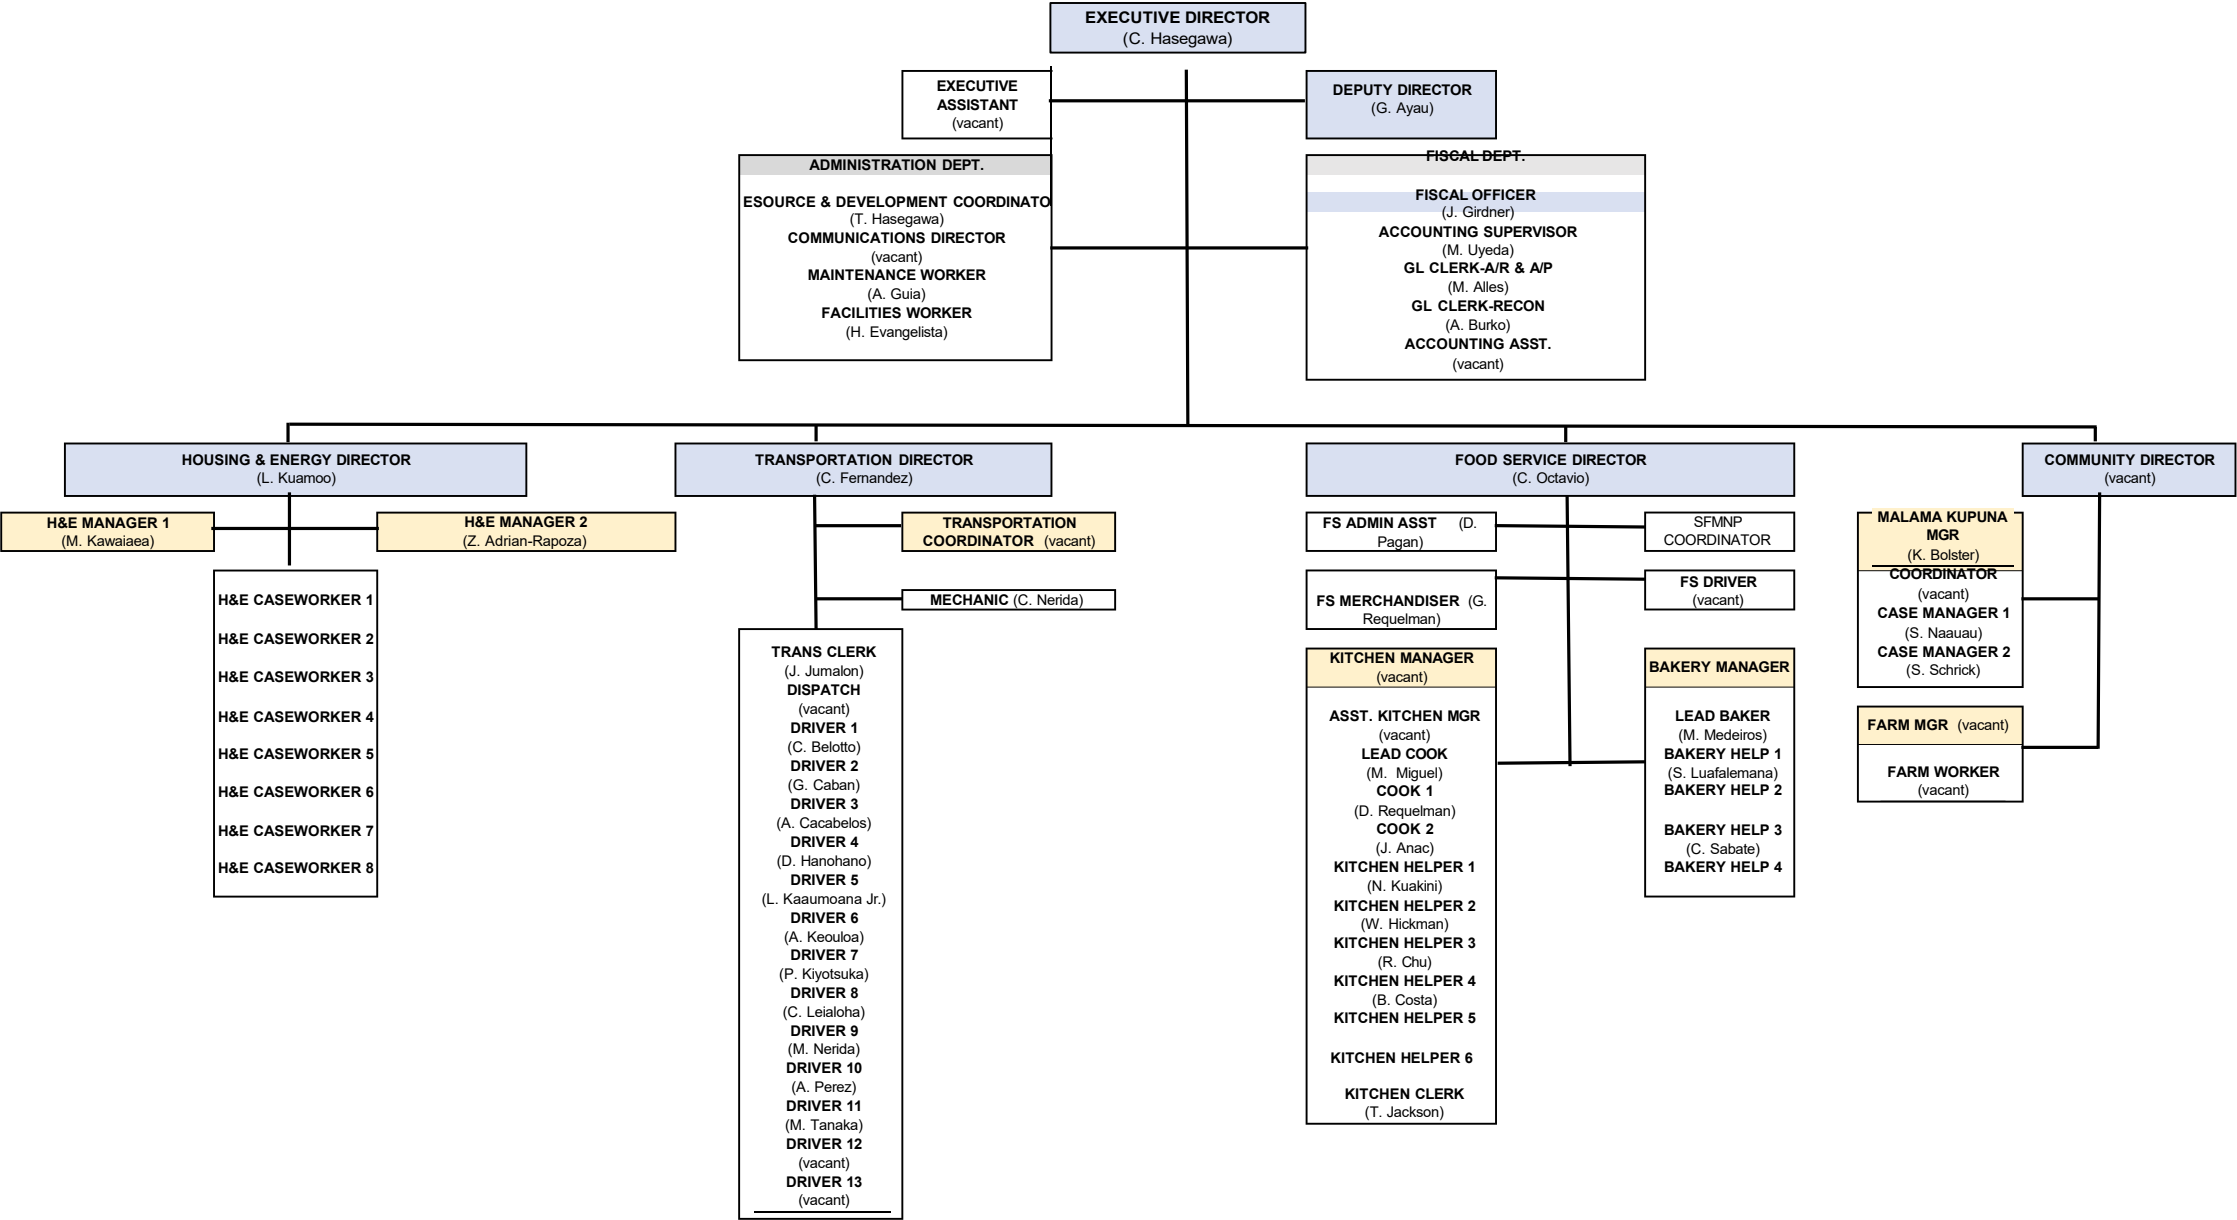 EXECUTIVE DIRECTOR
(C. Hasegawa)
EXECUTIVE
ASSISTANT
(vacant)
DEPUTY DIRECTOR
(G. Ayau)
ADMINISTRATION DEPT.
ESOURCE & DEVELOPMENT COORDINATO
(T. Hasegawa)
COMMUNICATIONS DIRECTOR
(vacant)
MAINTENANCE WORKER
(A. Guia)
FACILITIES WORKER
(H. Evangelista)
FISCAL DEPT.
FISCAL OFFICER
(J. Girdner)
ACCOUNTING SUPERVISOR
(M. Uyeda)
GL CLERK-A/R & A/P
(M. Alles)
GL CLERK-RECON
(A. Burko)
ACCOUNTING ASST.
(vacant)
HOUSING & ENERGY DIRECTOR
(L. Kuamoo)
H&E MANAGER 1
(M. Kawaiaea)
H&E MANAGER 2
(Z. Adrian-Rapoza)
H&E CASEWORKER 1
H&E CASEWORKER 2
H&E CASEWORKER 3
H&E CASEWORKER 4
H&E CASEWORKER 5
H&E CASEWORKER 6
H&E CASEWORKER 7
H&E CASEWORKER 8
TRANSPORTATION DIRECTOR
(C. Fernandez)
TRANSPORTATION
COORDINATOR (vacant)
MECHANIC (C. Nerida)
TRANS CLERK
(J. Jumalon)
DISPATCH
(vacant)
DRIVER 1
(C. Belotto)
DRIVER 2
(G. Caban)
DRIVER 3
(A. Cacabelos)
DRIVER 4
(D. Hanohano)
DRIVER 5
(L. Kaaumoana Jr.)
DRIVER 6
(A. Keouloa)
DRIVER 7
(P. Kiyotsuka)
DRIVER 8
(C. Leialoha)
DRIVER 9
(M. Nerida)
DRIVER 10
(A. Perez)
DRIVER 11
(M. Tanaka)
DRIVER 12
(vacant)
DRIVER 13
(vacant)
FOOD SERVICE DIRECTOR
(C. Octavio)
FS ADMIN ASST (D.
Pagan)
SFMNP
COORDINATOR
FS MERCHANDISER (G.
Requelman)
FS DRIVER
(vacant)
KITCHEN MANAGER
(vacant)
ASST. KITCHEN MGR
(vacant)
LEAD COOK
(M. Miguel)
COOK 1
(D. Requelman)
COOK 2
(J. Anac)
KITCHEN HELPER 1
(N. Kuakini)
KITCHEN HELPER 2
(W. Hickman)
KITCHEN HELPER 3
(R. Chu)
KITCHEN HELPER 4
(B. Costa)
KITCHEN HELPER 5
KITCHEN HELPER 6
KITCHEN CLERK
(T. Jackson)
BAKERY MANAGER
LEAD BAKER
(M. Medeiros)
BAKERY HELP 1
(S. Luafalemana)
BAKERY HELP 2
BAKERY HELP 3
(C. Sabate)
BAKERY HELP 4
COMMUNITY DIRECTOR
(vacant)
MALAMA KUPUNA
MGR
(K. Bolster)
COORDINATOR
(vacant)
CASE MANAGER 1
(S. Naauau)
CASE MANAGER 2
(S. Schrick)
FARM MGR (vacant)
FARM WORKER
(vacant)